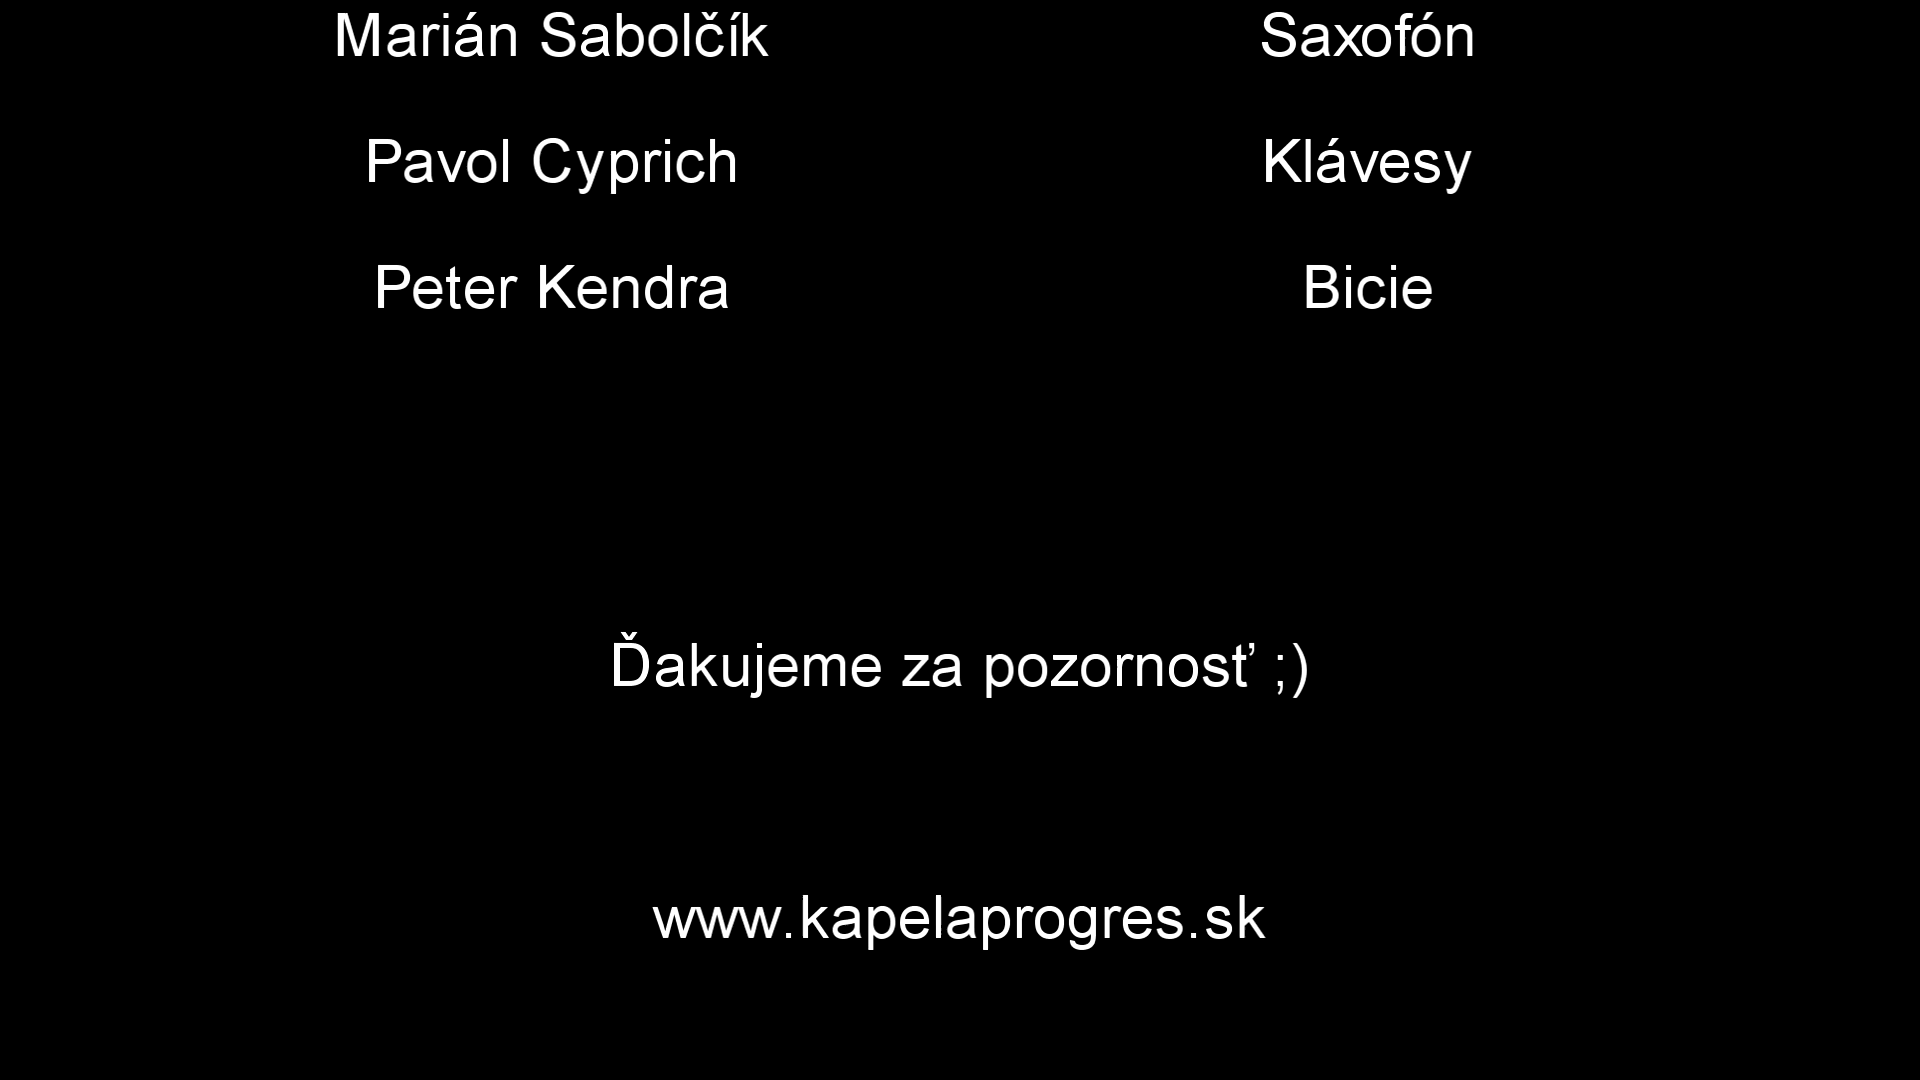 Marián Sabolčík Saxofón
Pavol Cyprich Klávesy
Peter Kendra Bicie
Ďakujeme za pozornosť ;)
www.kapelaprogres.sk